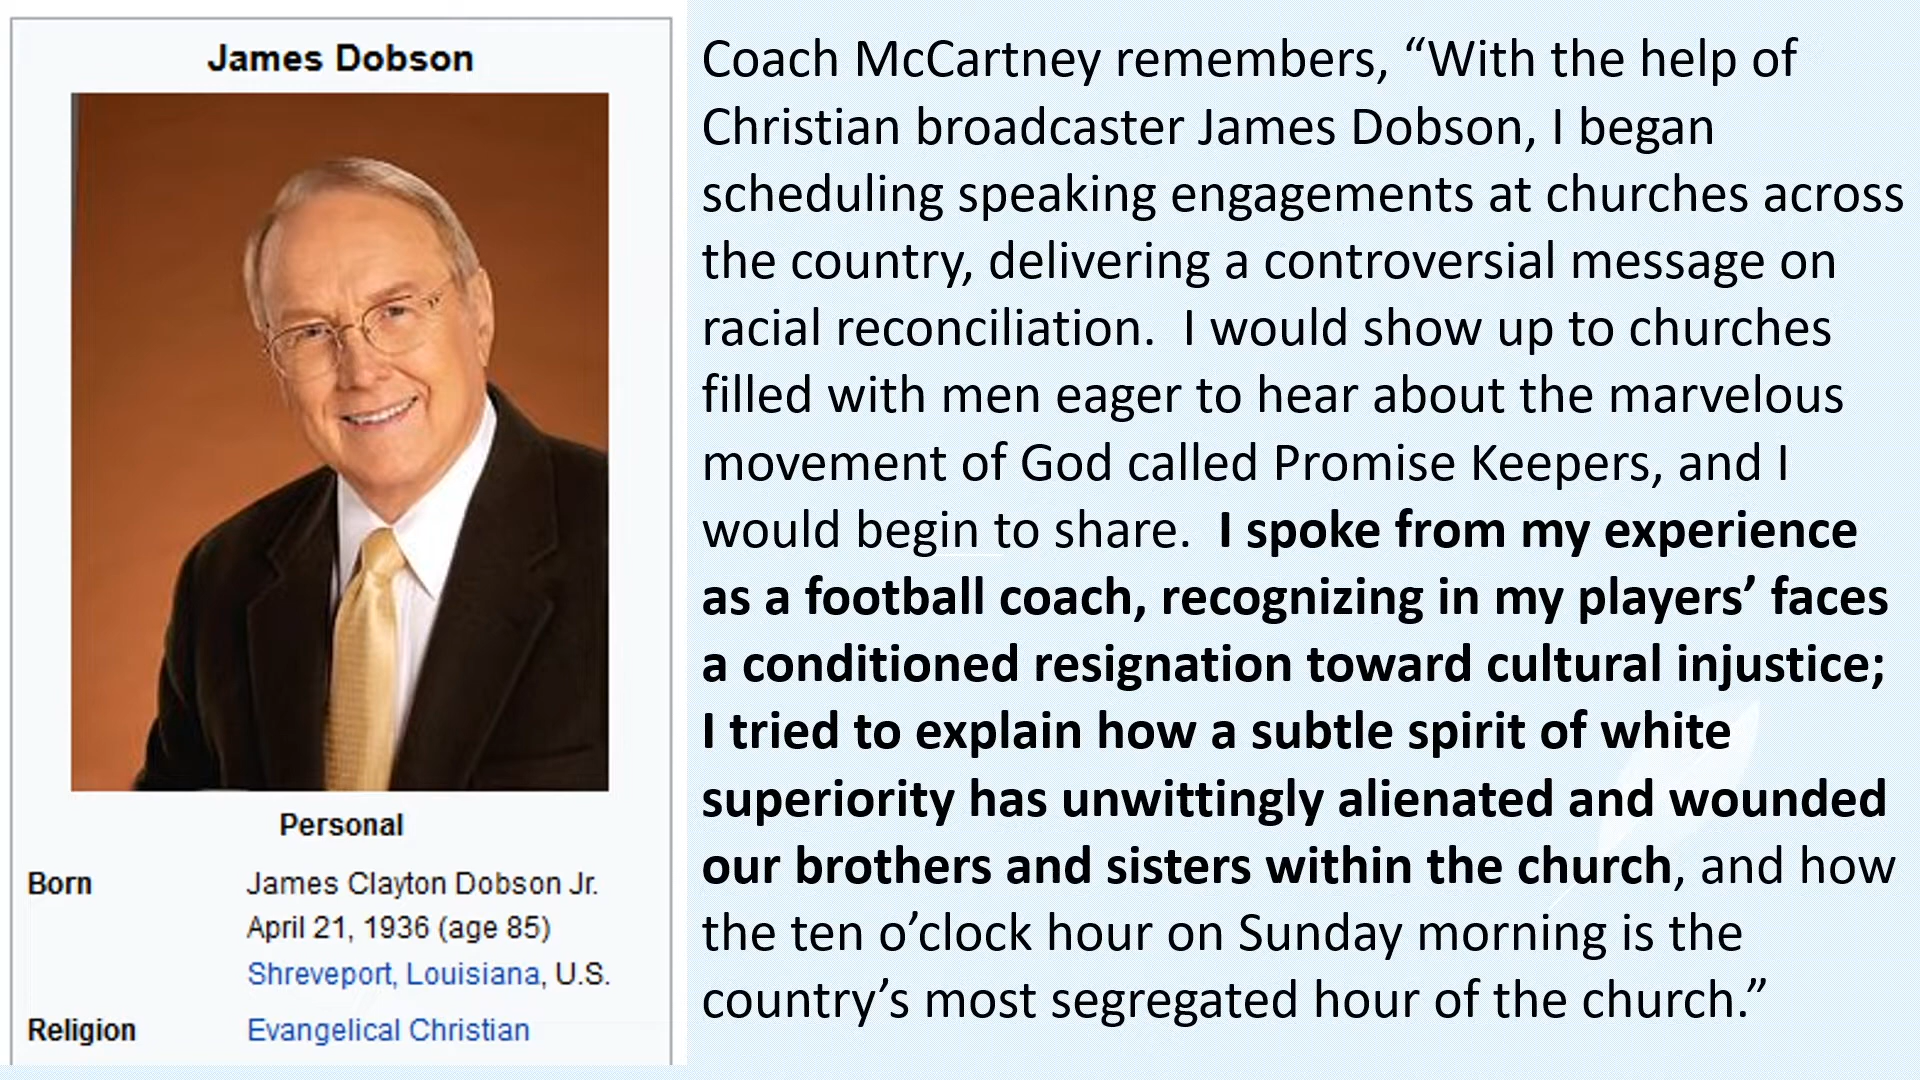 James Dobson
Personal
Born James Clayton Dobson Jr.
April 21, 1936 (age 85)
Shreveport, Louisiana, U.S.
Religion Evangelical Christian
Coach McCartney remembers, “With the help of
Christian broadcaster James Dobson, I began
scheduling speaking engagements at churches across
the country, delivering a controversial message on
racial reconciliation.  I would show up to churches
filled with men eager to hear about the marvelous
movement of God called Promise Keepers, and I
would begin to share.  I spoke from my experience
as a football coach, recognizing in my players’ faces
a conditioned resignation toward cultural injustice;
I tried to explain how a subtle spirit of white
superiority has unwittingly alienated and wounded
our brothers and sisters within the church, and how
the ten o’clock hour on Sunday morning is the
country’s most segregated hour of the church.”